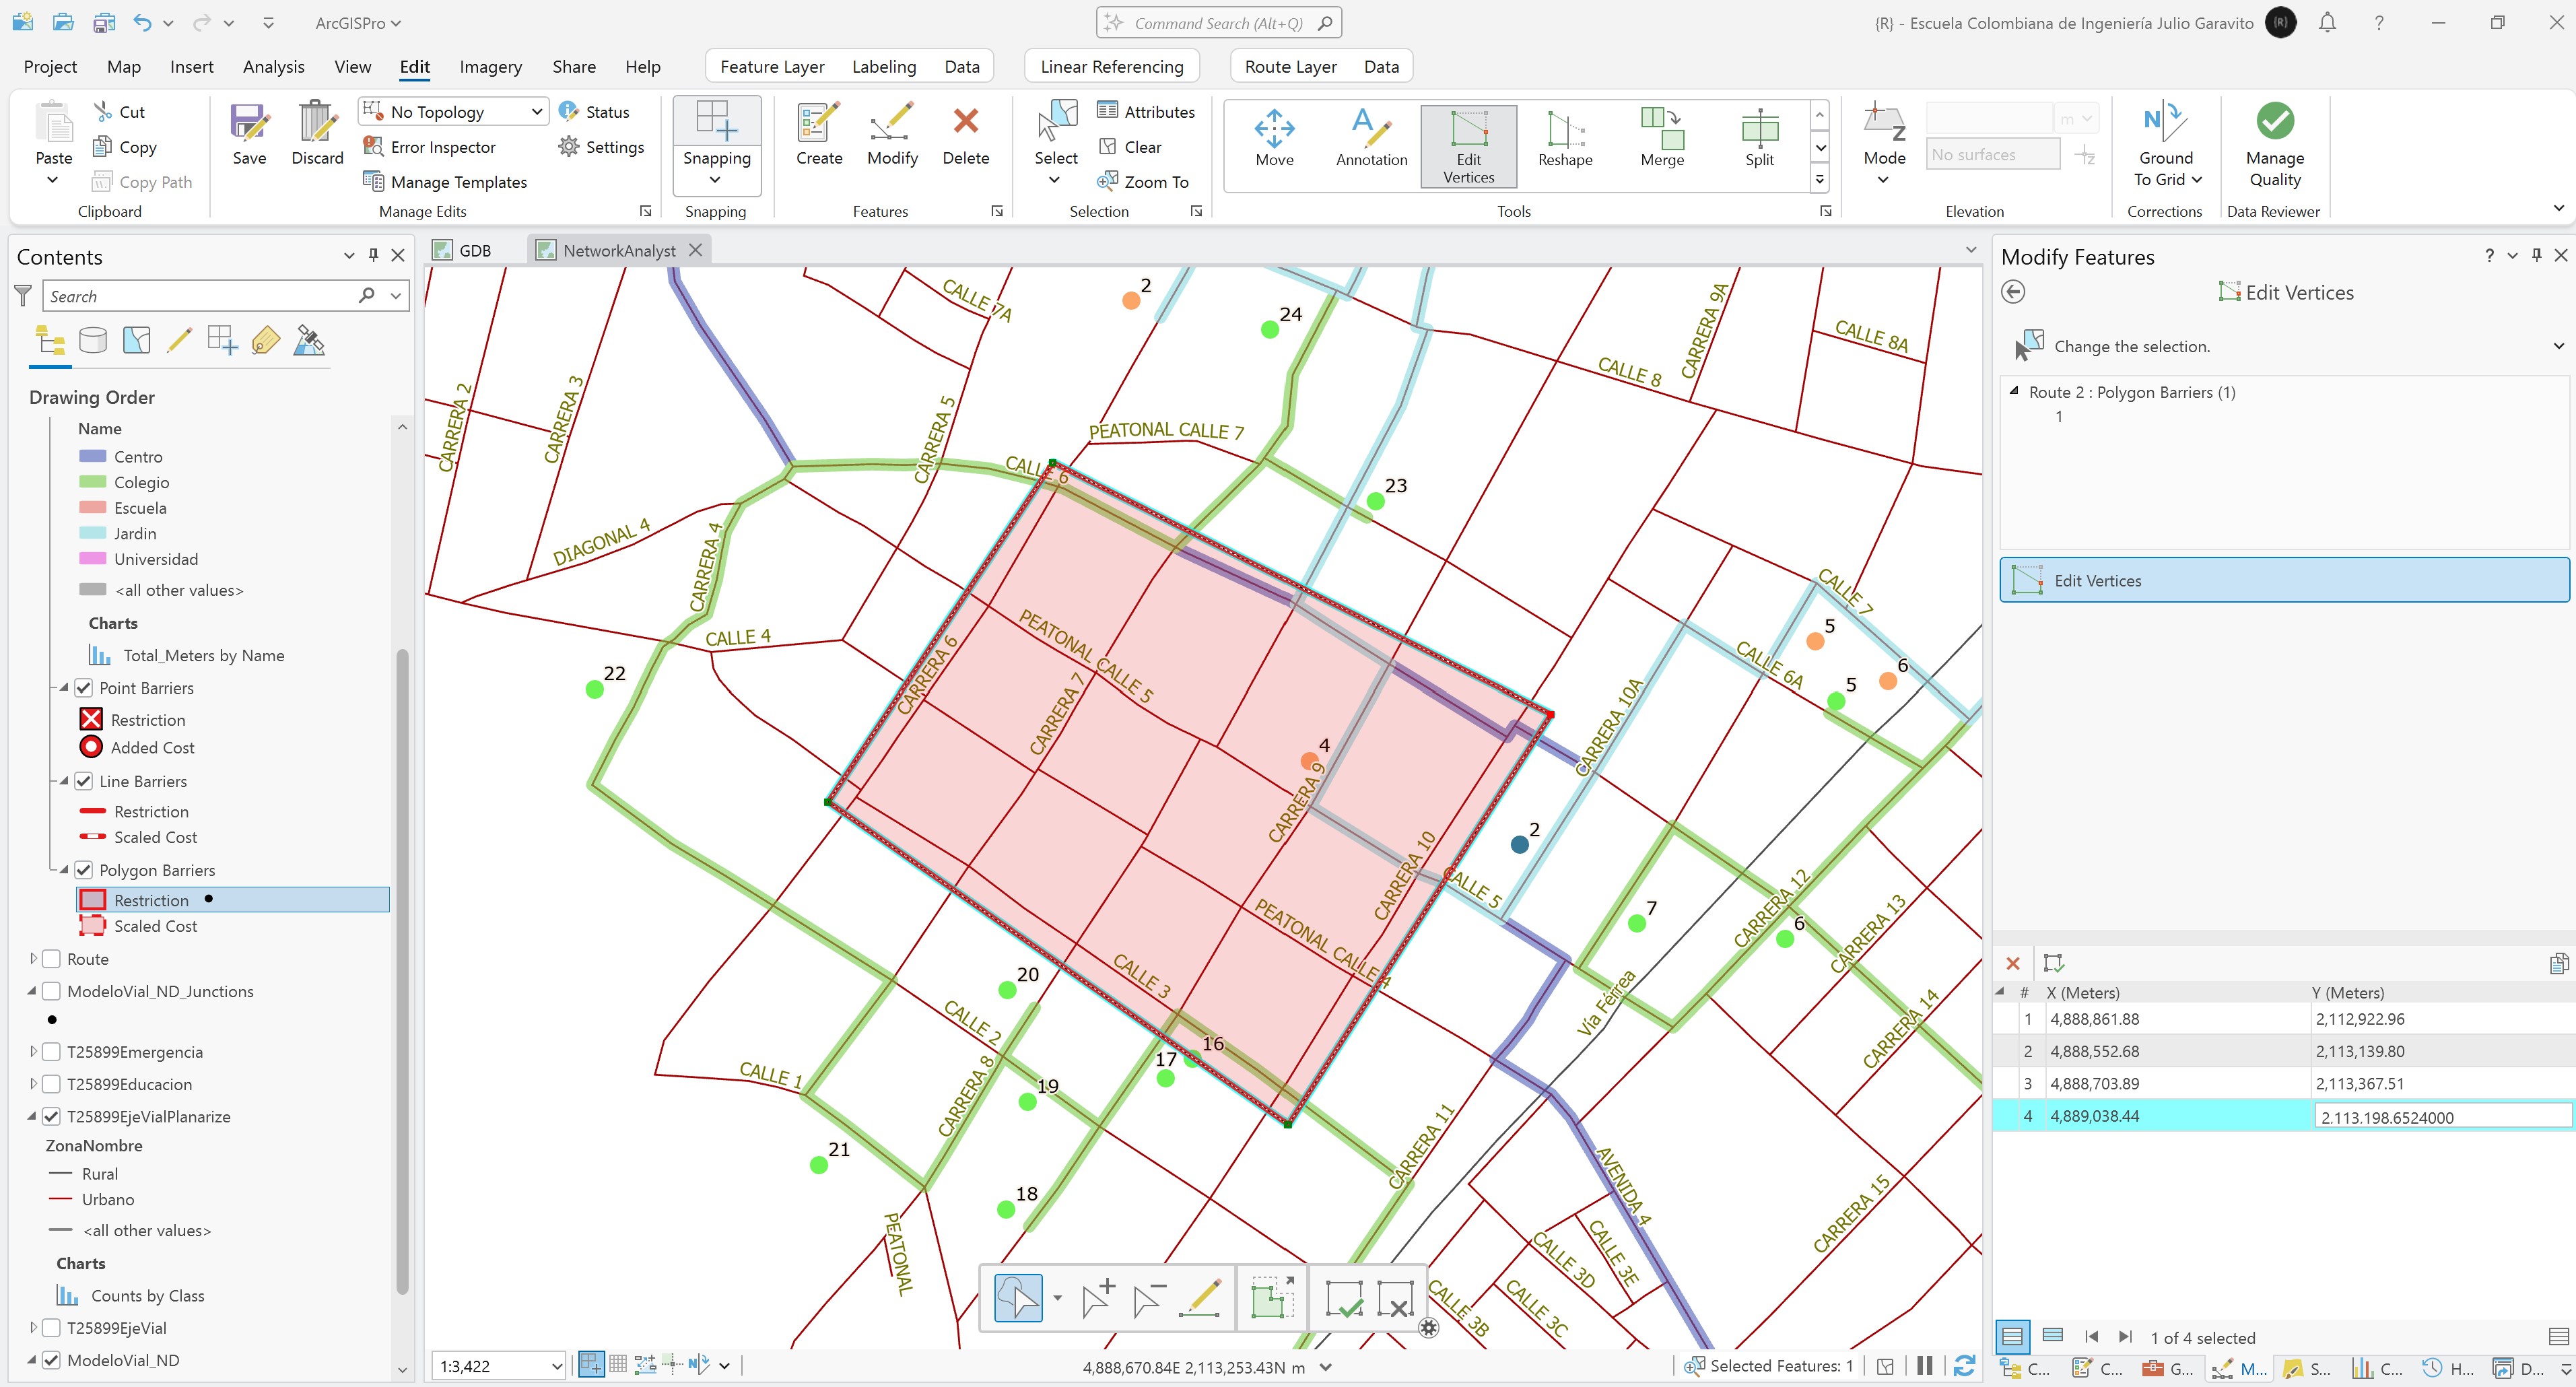 ArcGISPro
Command Search (Alt+Q)
{R} - Escuela Colombiana de Ingeniería Julio Garavito
{R}
Project
Map
Insert
Analysis
View
Edit
Imagery
Share
Help
Feature Layer
Labeling
Data
Linear Referencing
Route Layer
Data
Paste
Cut
Copy
Copy Path
Clipboard
Save
Discard
No Topology
Error Inspector
Manage Templates
Status
Settings
Manage Edits
Snapping
Snapping
Create
Modify
Delete
Features
Select
Attributes
Clear
Zoom To
Selection
Move
Annotation
Edit
Vertices
Reshape
Merge
Split
Tools
Mode
m
No surfaces
Elevation
Ground
To Grid
Corrections
Manage
Quality
Data Reviewer
Contents
Search
Drawing Order
Name
Centro
Colegio
Escuela
Jardin
Universidad
<all other values>
Charts
Total_Meters by Name
Point Barriers
Restriction
Added Cost
Line Barriers
Restriction
Scaled Cost
Polygon Barriers
Restriction
Scaled Cost
Route
ModeloVial_ND_Junctions
T25899Emergencia
T25899Educacion
T25899EjeVialPlanarize
ZonaNombre
Rural
Urbano
<all other values>
Charts
Counts by Class
T25899EjeVial
ModeloVial_ND
GDB
NetworkAnalyst
CALLE 7A
2
24
CARRERA 9A
CALLE 8A
CALLE 8
CARRERA 2
CARRERA 3
CARRERA 5
PEATONAL CALLE 7
CALLE 6
23
DIAGONAL 4
CARRERA 4
CALLE 7
5
CALLE 4
22
CARRERA 6
PEATONAL CALLE 5
CARRERA 7
CALLE 6A
6
5
CARRERA 10A
4
CARRERA 9
2
CARRERA 10
CALLE 5
7
CARRERA 12
6
CARRERA 13
PEATONAL CALLE 4
CALLE 3
20
Vía Férrea
CARRERA 14
CALLE 2
16
17
CALLE 1
19
CARRERA 8
21
CARRERA 11
18
AVENIDA 4
CARRERA 15
PEATONAL
CALLE 3D
CALLE 3E
CALLE 3B
CALLE 3C
1:3,422
4,888,670.84E 2,113,253.43N m
Selected Features: 1
Modify Features
Edit Vertices
Change the selection.
Route 2 : Polygon Barriers (1)
1
Edit Vertices
# X (Meters) Y (Meters)
1 4,888,861.88 2,112,922.96
2 4,888,552.68 2,113,139.80
3 4,888,703.89 2,113,367.51
4 4,889,038.44 2,113,198.6524000
1 of 4 selected
C...
C...
G...
M...
S...
C...
H...
D...